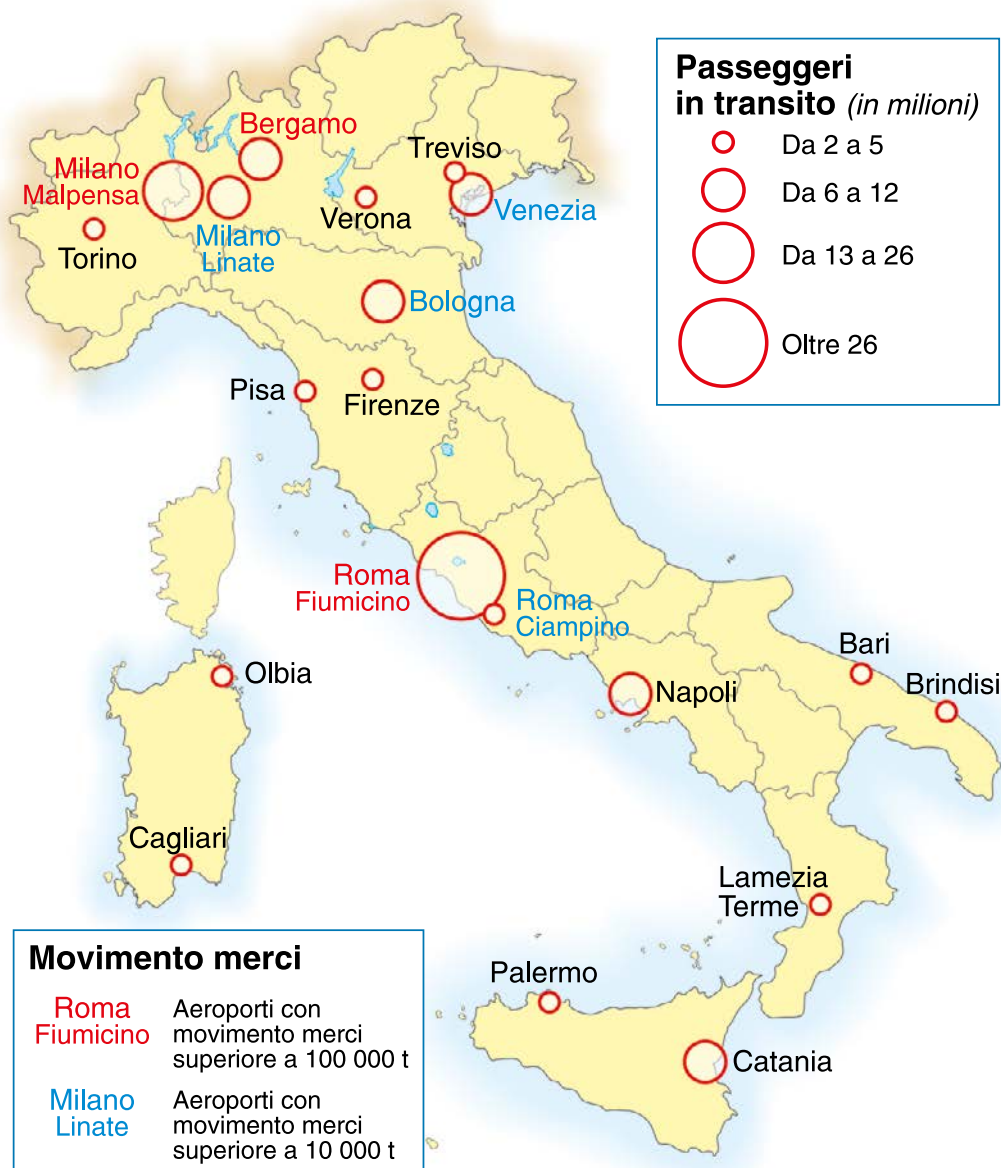 Passeggeri
in transito (in milioni)
Da 2 a 5
Da 6 a 12
Da 13 a 26
Oltre 26
Bergamo
Treviso
Milano
Malpensa
Verona
Venezia
Torino
Milano
Linate
Bologna
Pisa
Firenze
Roma
Fiumicino
Roma
Ciampino
Bari
Olbia
Napoli
Brindisi
Cagliari
Lamezia
Terme
Palermo
Catania
Movimento merci
Roma
Fiumicino
Aeroporti con
movimento merci
superiore a 100 000 t
Milano
Linate
Aeroporti con
movimento merci
superiore a 10 000 t